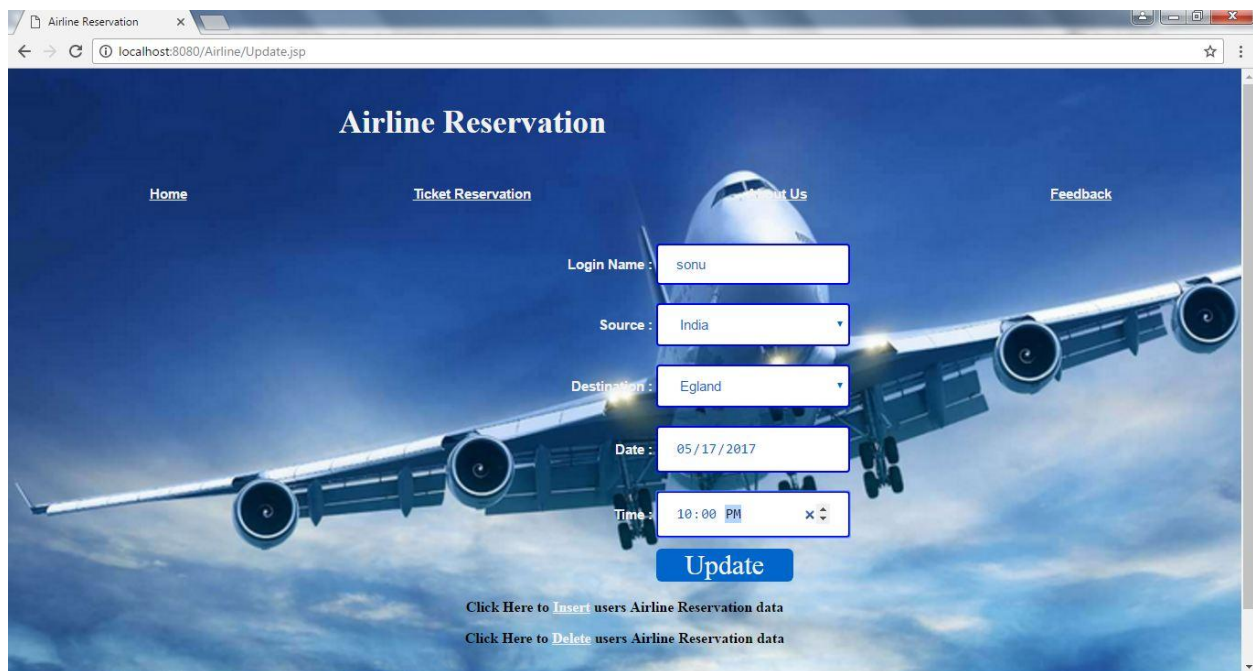 Airline Reservation
localhost:8080/Airline/Update.jsp
Airline Reservation
Home Ticket Reservation About Us Feedback
Login Name : sonu
Source : India
Destination : Egland
Date : 05/17/2017
Time : 10:00 PM
Update
Click Here to Insert users Airline Reservation data
Click Here to Delete users Airline Reservation data